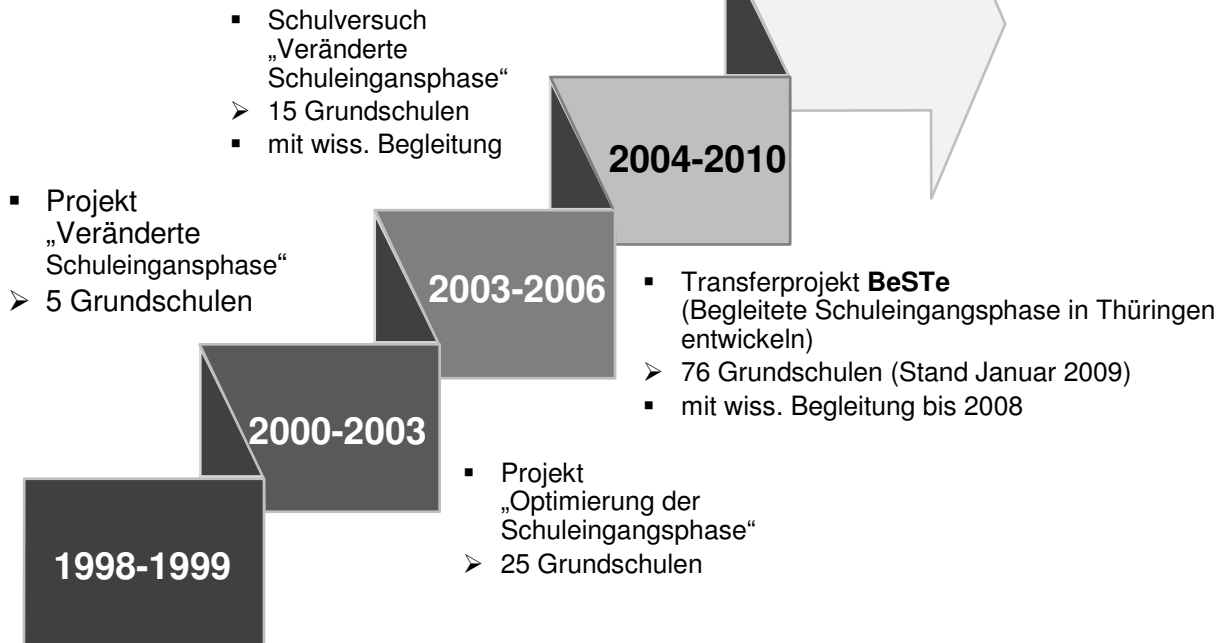 ▪ Schulversuch
„Veränderte
Schuleingansphase“
➢ 15 Grundschulen
▪ mit wiss. Begleitung
2004-2010
▪ Projekt
„Veränderte
Schuleingansphase“
➢ 5 Grundschulen
2003-2006
▪ Transferprojekt BeSTe
(Begleitete Schuleingangsphase in Thüringen
entwickeln)
➢ 76 Grundschulen (Stand Januar 2009)
▪ mit wiss. Begleitung bis 2008
2000-2003
▪ Projekt
„Optimierung der
Schuleingangsphase“
➢ 25 Grundschulen
1998-1999